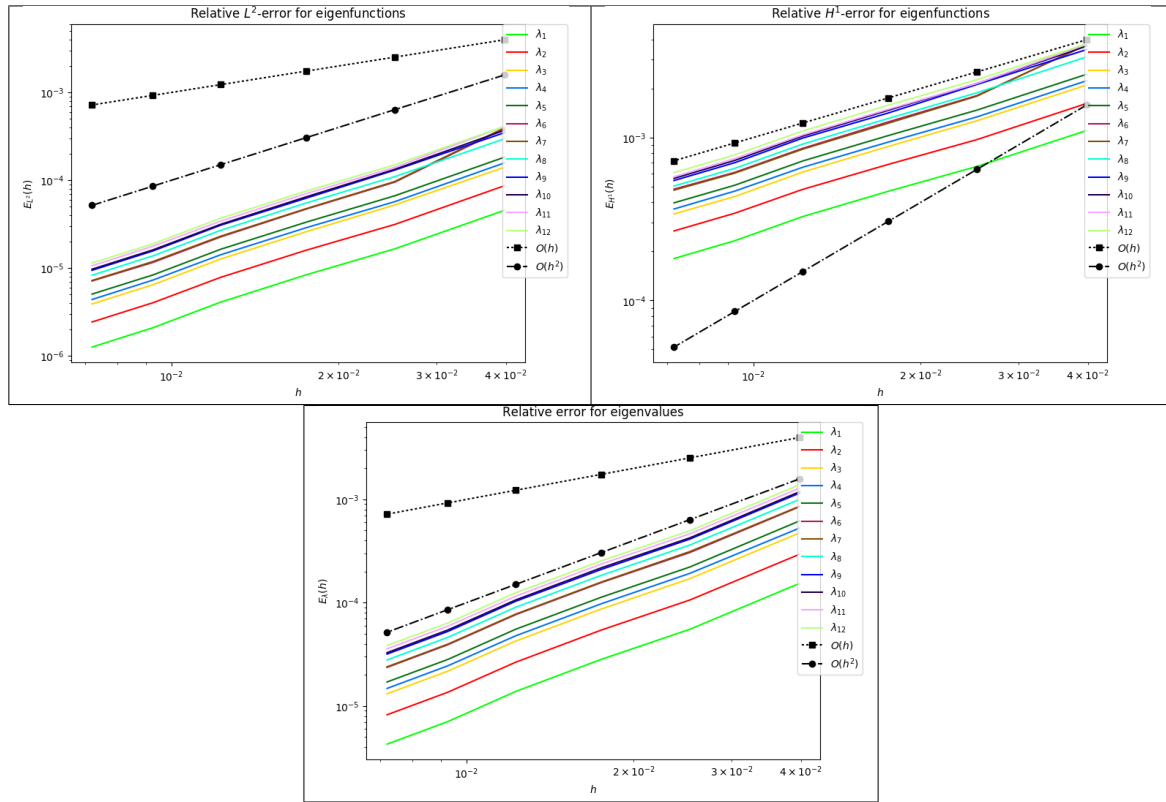 Relative L²-error for eigenfunctions
10⁻³
10⁻⁴
10⁻⁵
10⁻⁶
E_{L²}(h)
10⁻²
2 × 10⁻²
3 × 10⁻²
4 × 10⁻²
h
λ₁
λ₂
λ₃
λ₄
λ₅
λ₆
λ₇
λ₈
λ₉
λ₁₀
λ₁₁
λ₁₂
O(h)
O(h²)
Relative H¹-error for eigenfunctions
10⁻³
10⁻⁴
E_{H¹}(h)
10⁻²
2 × 10⁻²
3 × 10⁻²
4 × 10⁻²
h
λ₁
λ₂
λ₃
λ₄
λ₅
λ₆
λ₇
λ₈
λ₉
λ₁₀
λ₁₁
λ₁₂
O(h)
O(h²)
Relative error for eigenvalues
10⁻³
10⁻⁴
10⁻⁵
E_λ(h)
10⁻²
2 × 10⁻²
3 × 10⁻²
4 × 10⁻²
h
λ₁
λ₂
λ₃
λ₄
λ₅
λ₆
λ₇
λ₈
λ₉
λ₁₀
λ₁₁
λ₁₂
O(h)
O(h²)